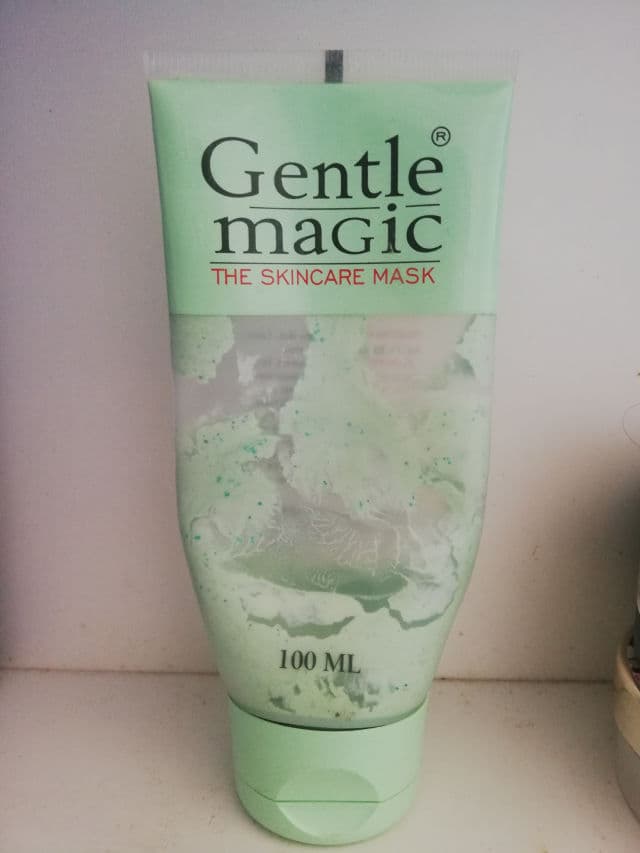 Gentle®
magic
THE SKINCARE MASK
100 ML